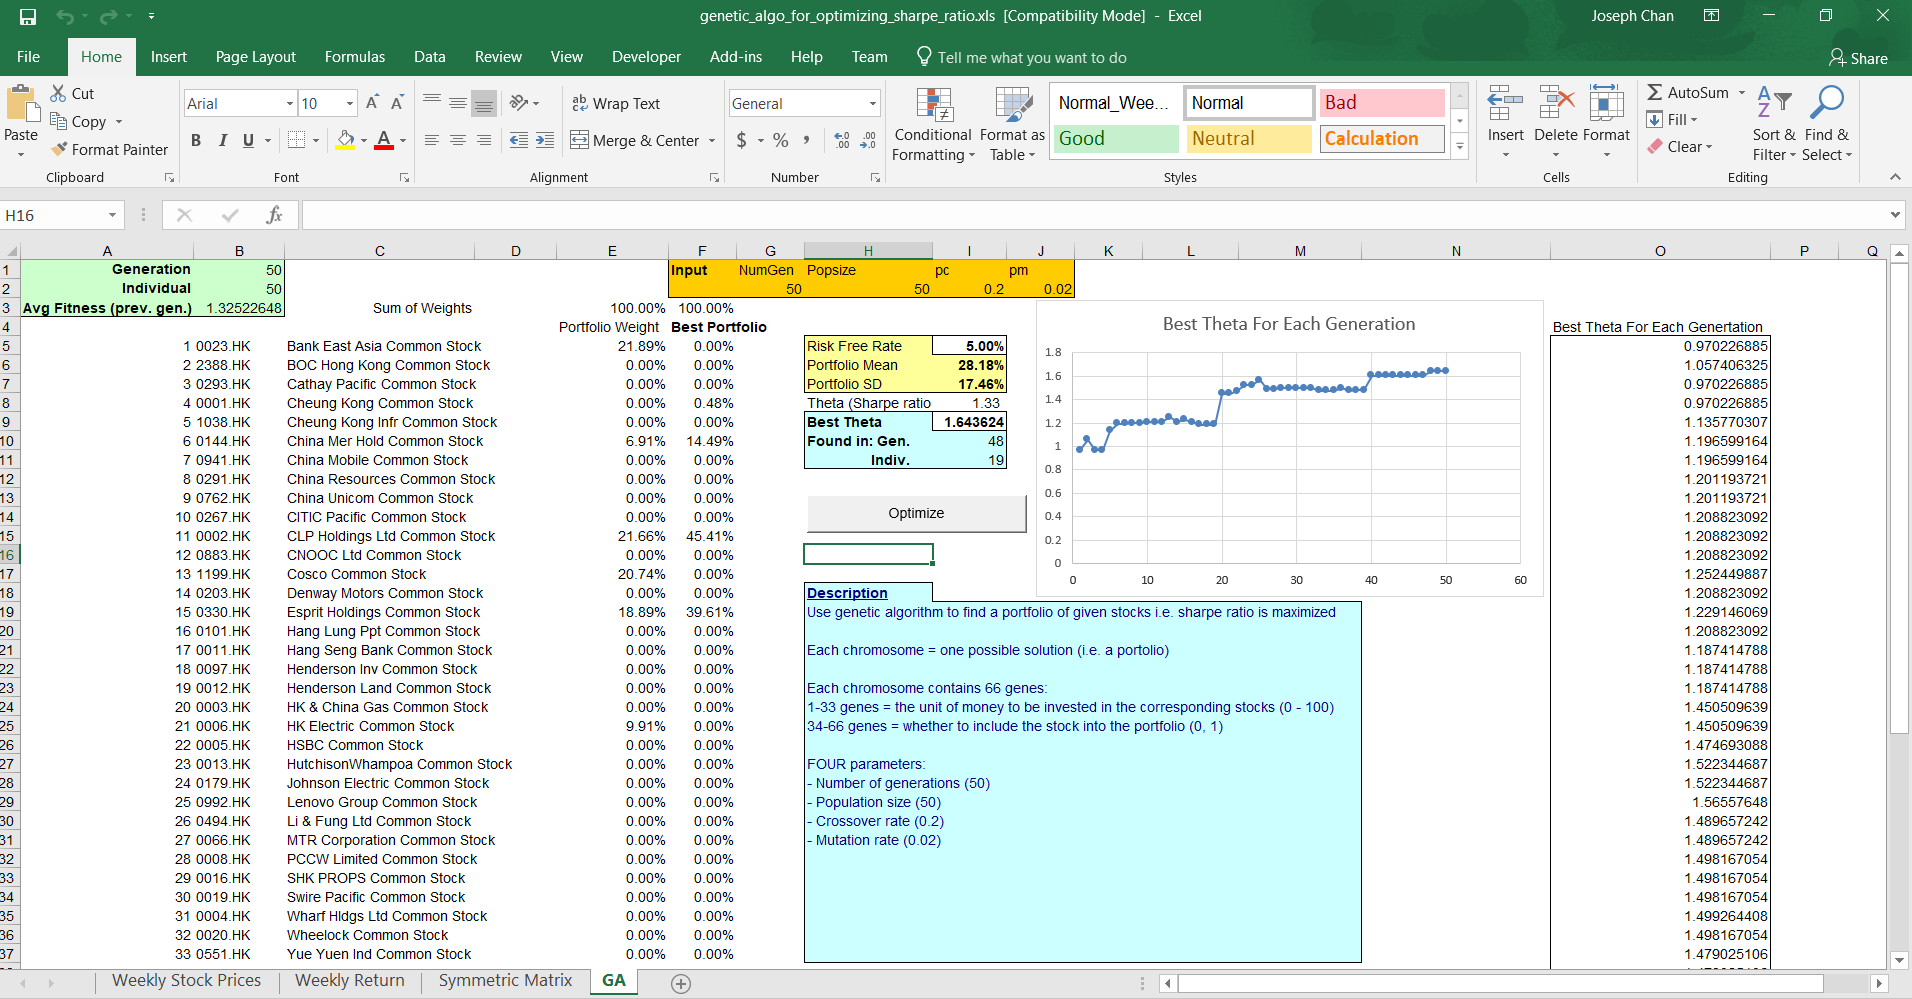 genetic_algo_for_optimizing_sharpe_ratio.xls [Compatibility Mode] - Excel
Joseph Chan
File Home Insert Page Layout Formulas Data Review View Developer Add-ins Help Team Tell me what you want to do Share
Paste Cut Copy Format Painter
Clipboard
Arial 10
B I U
Font
Wrap Text
Merge & Center
Alignment
General
$ % ,
Number
Conditional Formatting
Format as Table
Normal_Wee... Normal Bad
Good Neutral Calculation
Styles
Insert Delete Format
Cells
AutoSum
Fill
Clear
Sort & Filter
Find & Select
Editing
H16 fx
A B C D E F G H I J K L M N O P Q
1 Generation 50 Input NumGen Popsize pc pm
2 Individual 50 50 50 0.2 0.02
3 Avg Fitness (prev. gen.) 1.32522648 Sum of Weights 100.00% 100.00%
4 Portfolio Weight Best Portfolio Best Theta For Each Genertation
5 1 0023.HK Bank East Asia Common Stock 21.89% 0.00% Risk Free Rate 5.00% 0.970226885
6 2 2388.HK BOC Hong Kong Common Stock 0.00% 0.00% Portfolio Mean 28.18% 1.057406325
7 3 0293.HK Cathay Pacific Common Stock 0.00% 0.00% Portfolio SD 17.46% 0.970226885
8 4 0001.HK Cheung Kong Common Stock 0.00% 0.48% Theta (Sharpe ratio 1.33 0.970226885
9 5 1038.HK Cheung Kong Infr Common Stock 0.00% 0.00% Best Theta 1.643624 1.135770307
10 6 0144.HK China Mer Hold Common Stock 6.91% 14.49% Found in: Gen. 48 1.196599164
11 7 0941.HK China Mobile Common Stock 0.00% 0.00% Indiv. 19 1.196599164
12 8 0291.HK China Resources Common Stock 0.00% 0.00% 1.201193721
13 9 0762.HK China Unicom Common Stock 0.00% 0.00% 1.201193721
14 10 0267.HK CITIC Pacific Common Stock 0.00% 0.00% Optimize 1.208823092
15 11 0002.HK CLP Holdings Ltd Common Stock 21.66% 45.41% 1.208823092
16 12 0883.HK CNOOC Ltd Common Stock 0.00% 0.00% 1.208823092
17 13 1199.HK Cosco Common Stock 20.74% 0.00% 1.252449887
18 14 0203.HK Denway Motors Common Stock 0.00% 0.00% Description 1.208823092
19 15 0330.HK Esprit Holdings Common Stock 18.89% 39.61% Use genetic algorithm to find a portfolio of given stocks i.e. sharpe ratio is maximized 1.229146069
20 16 0101.HK Hang Lung Ppt Common Stock 0.00% 0.00% 1.208823092
21 17 0011.HK Hang Seng Bank Common Stock 0.00% 0.00% Each chromosome = one possible solution (i.e. a portolio) 1.187414788
22 18 0097.HK Henderson Inv Common Stock 0.00% 0.00% 1.187414788
23 19 0012.HK Henderson Land Common Stock 0.00% 0.00% Each chromosome contains 66 genes: 1.187414788
24 20 0003.HK HK & China Gas Common Stock 0.00% 0.00% 1-33 genes = the unit of money to be invested in the corresponding stocks (0 - 100) 1.450509639
25 21 0006.HK HK Electric Common Stock 9.91% 0.00% 34-66 genes = whether to include the stock into the portfolio (0, 1) 1.450509639
26 22 0005.HK HSBC Common Stock 0.00% 0.00% 1.474693088
27 23 0013.HK HutchisonWhampoa Common Stock 0.00% 0.00% FOUR parameters: 1.522344687
28 24 0179.HK Johnson Electric Common Stock 0.00% 0.00% - Number of generations (50) 1.522344687
29 25 0992.HK Lenovo Group Common Stock 0.00% 0.00% - Population size (50) 1.56557648
30 26 0494.HK Li & Fung Ltd Common Stock 0.00% 0.00% - Crossover rate (0.2) 1.489657242
31 27 0066.HK MTR Corporation Common Stock 0.00% 0.00% - Mutation rate (0.02) 1.489657242
32 28 0008.HK PCCW Limited Common Stock 0.00% 0.00% 1.498167054
33 29 0016.HK SHK PROPS Common Stock 0.00% 0.00% 1.498167054
34 30 0019.HK Swire Pacific Common Stock 0.00% 0.00% 1.498167054
35 31 0004.HK Wharf Hldgs Ltd Common Stock 0.00% 0.00% 1.499264408
36 32 0020.HK Wheelock Common Stock 0.00% 0.00% 1.498167054
37 33 0551.HK Yue Yuen Ind Common Stock 0.00% 0.00% 1.479025106
Best Theta For Each Generation
1.8
1.6
1.4
1.2
1
0.8
0.6
0.4
0.2
0
0 10 20 30 40 50 60
Weekly Stock Prices Weekly Return Symmetric Matrix GA